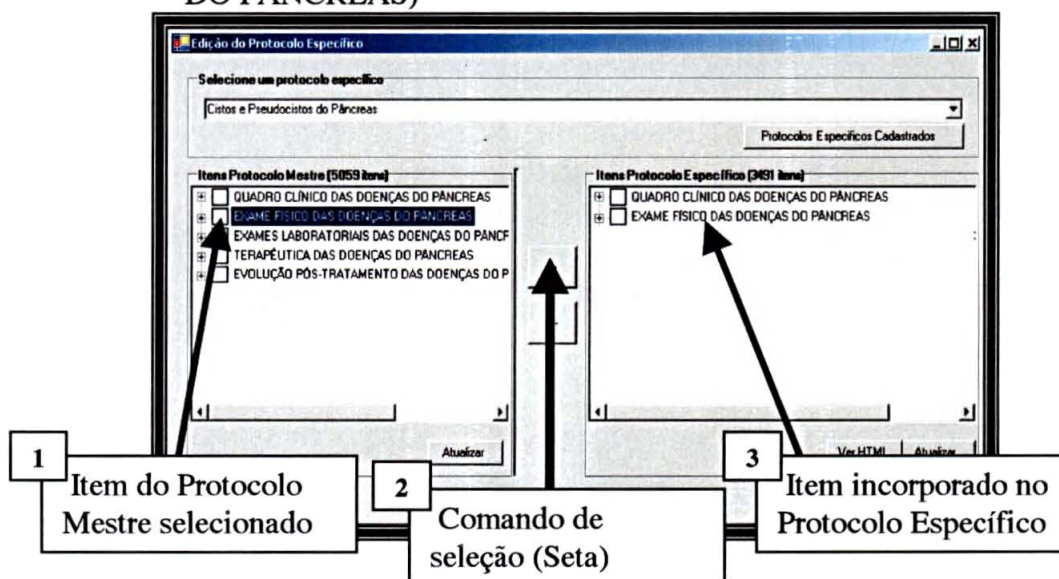 DO PÂNCREAS)
Edição do Protocolo Específico
Selecione um protocolo específico
Cistos e Pseudocistos do Pâncreas
Protocolos Específicos Cadastrados
Itens Protocolo Mestre (5059 itens)
QUADRO CLÍNICO DAS DOENÇAS DO PÂNCREAS
EXAME FÍSICO DAS DOENÇAS DO PÂNCREAS
EXAMES LABORATORIAIS DAS DOENÇAS DO PÂNCF
TERAPÊUTICA DAS DOENÇAS DO PÂNCREAS
EVOLUÇÃO PÓS-TRATAMENTO DAS DOENÇAS DO P
Atualizar
Itens Protocolo Específico (3491 itens)
QUADRO CLÍNICO DAS DOENÇAS DO PÂNCREAS
EXAME FÍSICO DAS DOENÇAS DO PÂNCREAS
Ver HTML
Atualizar
1
Item do Protocolo
Mestre selecionado
2
Comando de
seleção (Seta)
3
Item incorporado no
Protocolo Específico